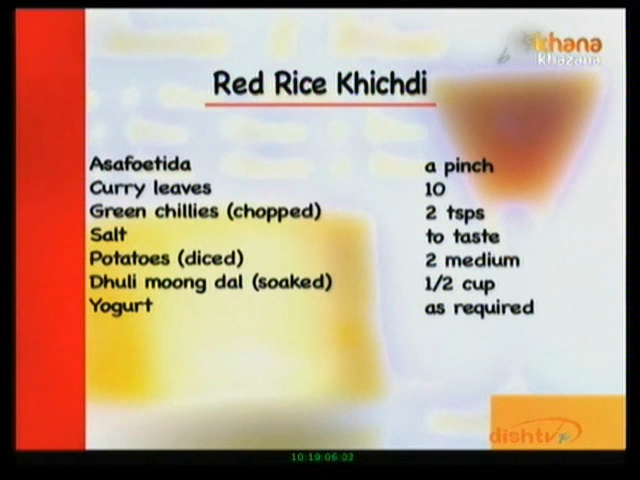 khana
khazana
Red Rice Khichdi
Asafoetida a pinch
Curry leaves 10
Green chillies (chopped) 2 tsps
Salt to taste
Potatoes (diced) 2 medium
Dhuli moong dal (soaked) 1/2 cup
Yogurt as required
dishtv
10:19:06:02